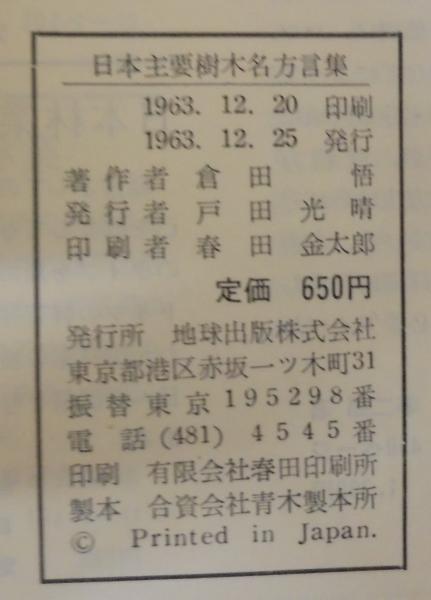 日本主要樹木名方言集
1963. 12. 20 印刷
1963. 12. 25 発行
著作者 倉田 悟
発行者 戸田光晴
印刷者 春田金太郎
定価 650円
発行所 地球出版株式会社
東京都港区赤坂一ツ木町31
振替東京195298番
電話(481)4545番
印刷 有限会社春田印刷所
製本 合資会社青木製本所
© Printed in Japan.